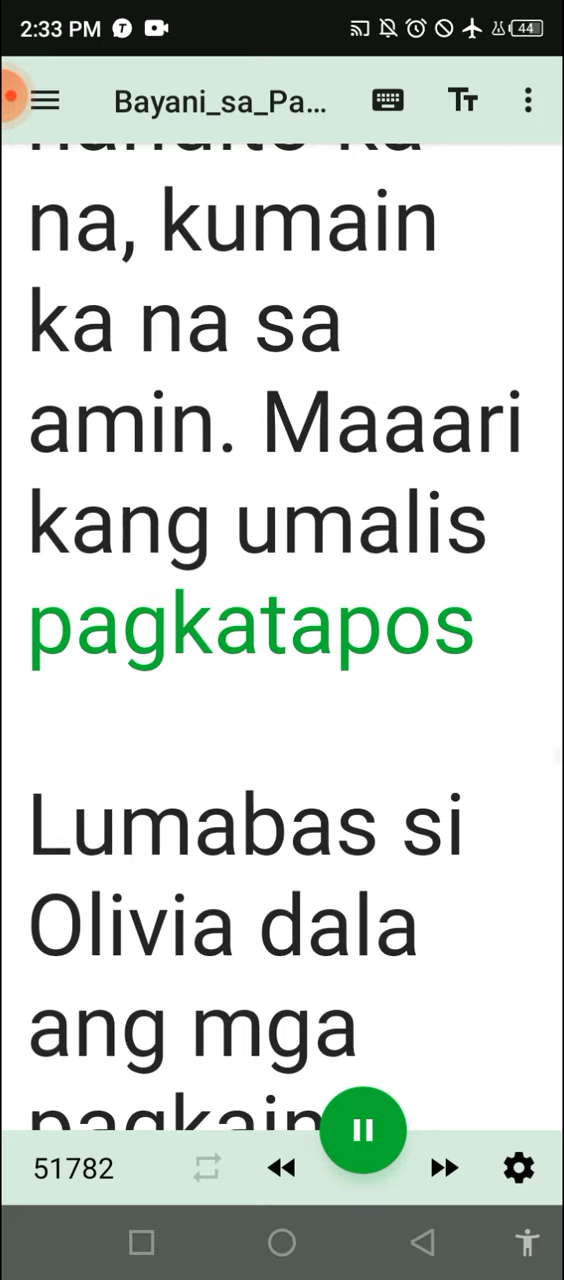 2:33 PM
44
Bayani_sa_Pa...
na, kumain
ka na sa
amin. Maaari
kang umalis
pagkatapos
Lumabas si
Olivia dala
ang mga
51782